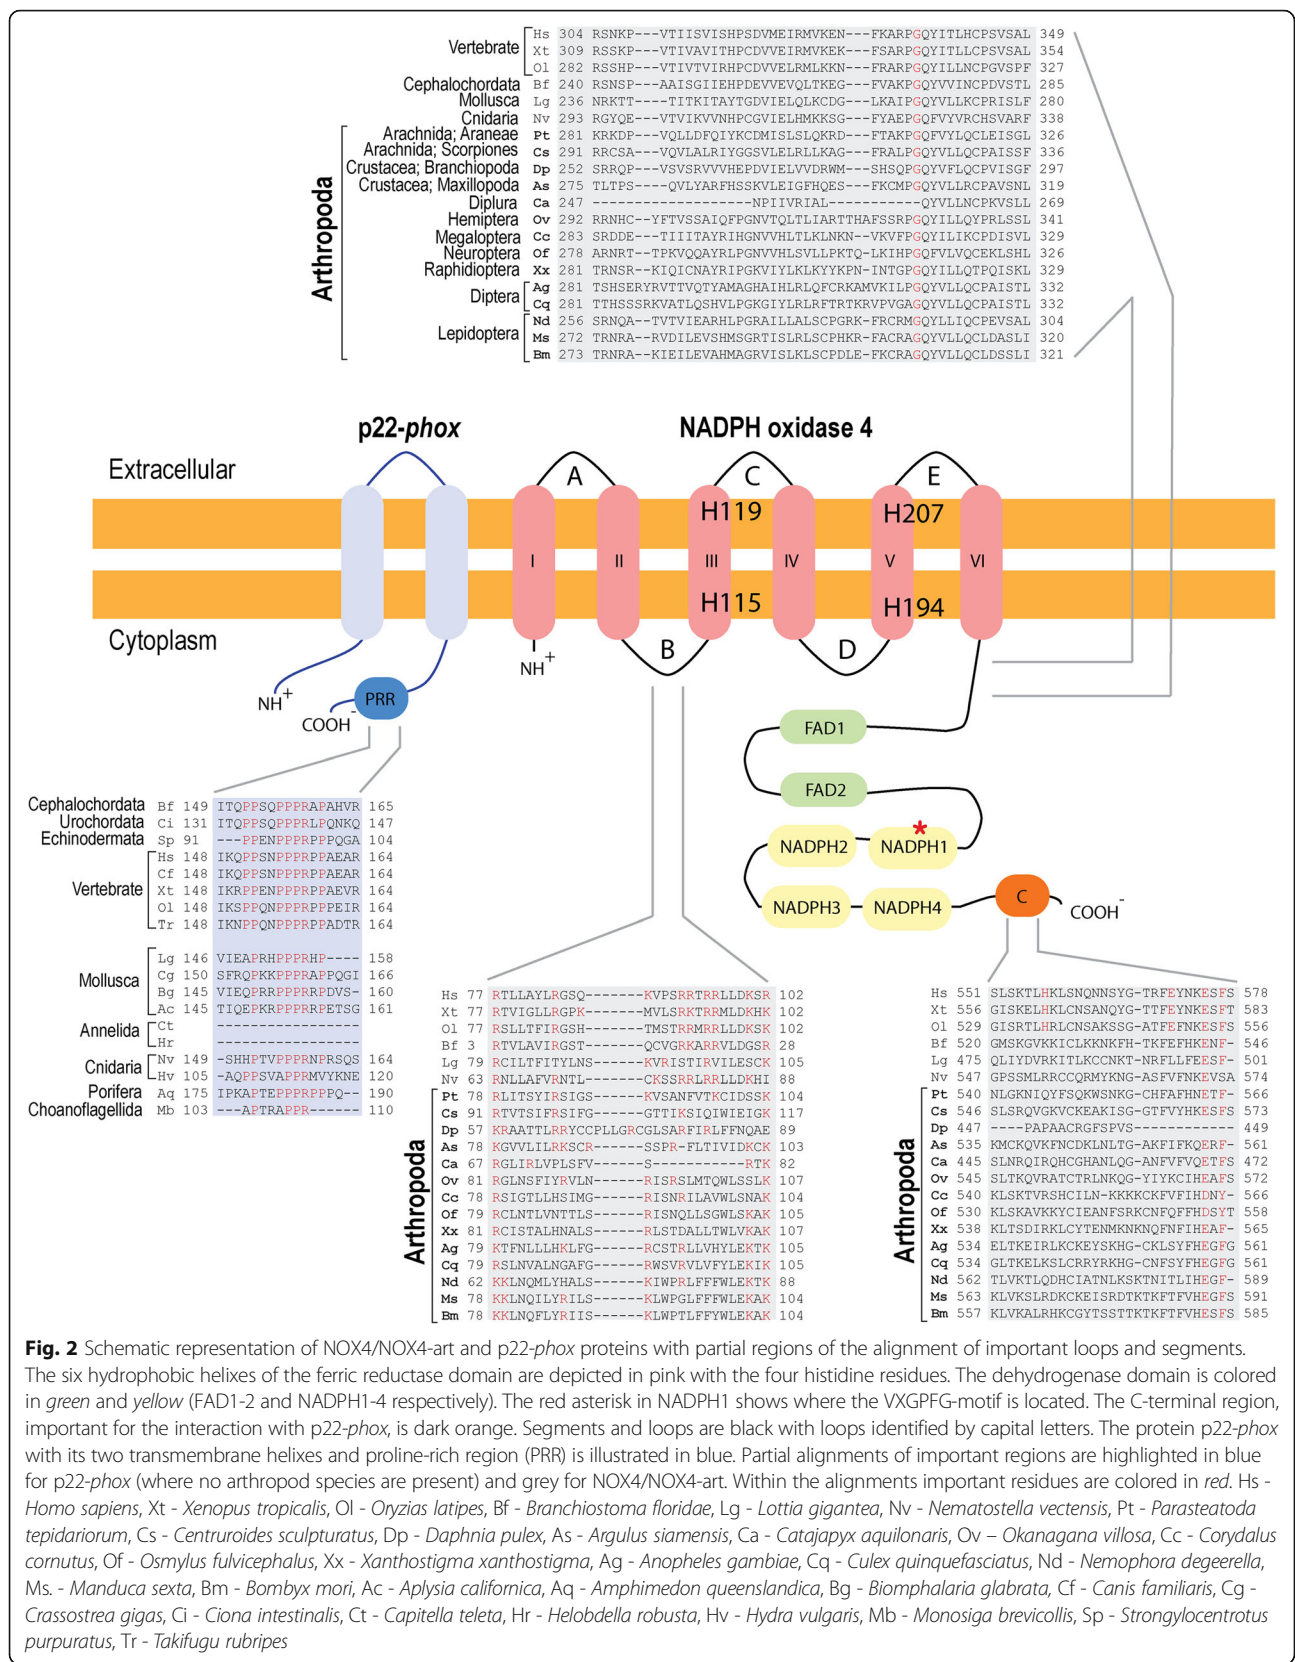 Vertebrate
Cephalochordata
Mollusca
Cnidaria
Arachnida; Araneae
Arachnida; Scorpiones
Crustacea; Branchiopoda
Crustacea; Maxillopoda
Diplura
Hemiptera
Megaloptera
Neuroptera
Raphidioptera
Diptera
Lepidoptera
Arthropoda
Hs 304 RSNKP---VTIISVISHPSDVMEIRMVKEN---FKARPGQYITLHCPSVSAL 349
Xt 309 RSSKP---VTIVAVITHPCDVVEIRMVKEK---FSARPGQYITLHCPSVSAL 354
Ol 282 RSSHP---VTIVTVIRHPCDVVELRMLKKN---FRARPGQYILLNCPGVSPF 327
Bf 240 RSNSP---AAISGIIEHPDEVVEVQLTKEG---FKVDPGQYVVINCPDVSTL 285
Lg 236 NRKTT----TITKITAYTGDVIELQLKCDG---LKAIPGQYVLLKCPRISLF 280
Nv 293 RGYQE---VTVIKVVNHPCGVIELHMKKSG---FYAEPGQFVYVRCHSVARF 338
Pt 281 KRKDP---VQLLDFQIYKCDMISLSLQKRD---FTAKPGQFVYLQCLEISGL 326
Cs 291 RRCSA---VQVLALRIYGGSVLELRLLKAG---FRALPGQYVLLQCPAISSF 336
Dp 252 SRRQP---VSVSRVVVHEPDVIELVVDRWM---SHSQPGQYVFLQCPVISGF 297
As 275 TLTPS----QVLYARFHSSKVLEIGFHQES---FKCMPGQYVLLRCPAVSNL 319
Ca 247 -----------------NPIIVRIAL----------QYVLLNCPKVSLL 269
Ov 292 RRNHC--YFTVSSAIQFPGNVTQLTLIARTTHAFSSRPGQYILLQYPRLSSL 341
Cc 283 SRDDE---TIIITAYRIHGNVVHLTLKLNKN--VKVFPGQYILIKCPDISVL 329
Of 278 ARNRT---TPKVQQAYRLPGNVVHLSVLLPKTQ-LKIHPGQFVLVQCEKLSHL 326
Xx 281 TRNSR--KIQICNAYRIPGKVIYLKLKYYKPN-INTGPGQYILLQTPQISKL 329
Ag 281 TSHSERYRVTTVQTYAMAGHAIHLRLQFCRKAMVKILPGQYVLLQCPAISTL 332
Cq 281 TTHSSSRKVATLQSHVLPGKGIYLRLRFTRTKRVPVGAGQYVLLQCPAISTL 332
Nd 256 SRNQA--TVTVIEARHLPGRAILLALSCPGRK-FRCRMGQYLLIQCPEVSAL 304
Ms 272 TRNRA--RVDILEVSHMSGRTISLRLSCPHKR-FACRAGQYVLLQCLDASLI 320
Bm 273 TRNRA--KIEILEVAHMAGRVISLKLSCPDLE-FKCRAGQYVLLQCLDSSLI 321
p22-phox
NADPH oxidase 4
Extracellular
A
C
E
H119
H207
I
II
III
IV
V
VI
H115
H194
Cytoplasm
B
D
NH+
NH+
COOH-
PRR
FAD1
FAD2
NADPH2
NADPH1
*
NADPH3
NADPH4
C
COOH-
Cephalochordata
Urochordata
Echinodermata
Vertebrate
Mollusca
Annelida
Cnidaria
Porifera
Choanoflagellida
Bf 149 ITQPPSQPPPRAPAHVR 165
Ci 131 ITQPPSQPPPRLPQNKQ 147
Sp 91 ---PPENPPPRPPPQGA 104
Hs 148 IKQPPSNPPPRPPAEAR 164
Cf 148 IKQPPSNPPPRPPAEAR 164
Xt 148 IKRPPENPPPRPPAEVR 164
Ol 148 IKSPPQNPPPRPPPEIR 164
Tr 148 IKNPPQNPPPRPPADTR 164
Lg 146 VIEAPRHPPPRHP---- 158
Cg 150 SFRQPKKPPPRAPPQGI 166
Bg 145 VIEQPRRPPPRRPDVS- 160
Ac 145 TIQEPKRPPPRRPETSG 161
Ct -----------------
Hr -----------------
Nv 149 -SHHPTVPPPRNPRSQS 164
Hv 105 -AQPPSVAPPRMVYKNE 120
Aq 175 IPKAPTEPPPRPPPQ-- 190
Mb 103 ---APTRAPPR------ 110
Arthropoda
Hs 77 RTLLAYLRGSQ-------KVPSRRTRRLLDKSR 102
Xt 77 RTVIGLLRGPK-------MVLSRKTRRMLDKHK 102
Ol 77 RSLLTFIRGSH-------TMSTRRMRRLLDKQR 102
Bf 3 RTVLAVIRGST-------QCVGRKARRVLDGSR 28
Lg 79 RCILTFITYLNS------KVRISTIRVILESCK 105
Nv 63 RNLLAFVRNTL-------CKSSRRLRRLLDKHI 88
Pt 78 RLITSYIRSIGS------KVSANFVTKCIDSSK 104
Cs 91 RTVTSIFRSIFG------GTTIKSIQIWIEIGK 117
Dp 57 KRAATTLRRYCCPLLGRCGLSARFIRLFFNQAE 89
As 78 KGVVLILRKSCR------SSPR-FLTIVIDKCK 103
Ca 67 RGLIRLVPLSFV------S-----------RTK 82
Ov 81 RGLNSFIYRVLN------RISRSLMTQWLSSLK 107
Cc 78 RSIGTLLHSIMG------RISNRILAVWLSNAK 104
Of 79 RCLNTLVNTTLS------RISNQLLSGWLSKAK 105
Xx 81 RCISTALHNALS------RLSTDALLTWLVKAK 107
Ag 79 KTFNLLLHKLFG------RCSTRLLVHYLEKTK 105
Cq 79 RSLNVALNGAFG------RWSVRVLVFYLEKIK 105
Nd 62 KKLNQMLYHALS------KIWPRLFFFWLEKTK 88
Ms 78 KKLNQILYRILS------KLWPGLFFFWLEKAK 104
Bm 78 KKLNQFLYRIIS------KLWPTLFFYWLEKAK 104
Arthropoda
Hs 551 SLSKTLHKLSNQNNSYG-TRFEYNKESFS 578
Xt 556 GISKELHKLCNSANQYG-TTFEYNKESFT 583
Ol 529 GISRTLHRLCNSAKSSG-ATFEFNKESFS 556
Bf 520 GMSKGVKKICLKKNKFH-TKFEFHKENF- 546
Lg 475 QLIYDVRKITLKCCNKT-NRFLLFEESF- 501
Nv 547 GPSSMLRRCCQRMYKNG-ASFVFNKEVSA 574
Pt 540 NLGKNIQYFSQKWSNKG-CAFIAFHNETF- 566
Cs 546 SLSRQVGKVCKEAKISG-GTFVYHKESFS 573
Dp ----PAPAACRGFSPVS------------ 449
As 535 KMCKQVKFNCDKLNLTG-AKFIFKQERF- 561
Ca 445 SLNRQIRQHCGHANLQG-ANFVFVQETFS 472
Ov 545 SLTKQVRATCTRLNKQG-YIYKCIHEAFS 572
Cc 540 KLSKTVRSHCILN-KKKKCKFVFIHDNY- 566
Of 530 KLSKAVKKYCIEANFSRKCNFQFFHDSYT 558
Xx 538 KLTSDIRKLCYTENMKNKNQFNFIHEAF- 565
Ag 534 ELTKEIRLKCKEYSKHG-CKLSYFHEGFG 561
Cq 534 GLTKELKSLCRRYRKHG-CNFSYFHEGFG 561
Nd 562 TLVKTLQDHCIATNLKSKTNITLIHEGF- 589
Ms 563 KLVKSLRDKCKEISRDTKTKFTFVHEGFS 591
Bm 557 KLVKALRHKCGYTSSTTKTKFTFVHESFS 585
Fig. 2 Schematic representation of NOX4/NOX4-art and p22-phox proteins with partial regions of the alignment of important loops and segments.
The six hydrophobic helixes of the ferric reductase domain are depicted in pink with the four histidine residues. The dehydrogenase domain is colored
in green and yellow (FAD1-2 and NADPH1-4 respectively). The red asterisk in NADPH1 shows where the VXGPFG-motif is located. The C-terminal region,
important for the interaction with p22-phox, is dark orange. Segments and loops are black with loops identified by capital letters. The protein p22-phox
with its two transmembrane helixes and proline-rich region (PRR) is illustrated in blue. Partial alignments of important regions are highlighted in blue
for p22-phox (where no arthropod species are present) and grey for NOX4/NOX4-art. Within the alignments important residues are colored in red. Hs -
Homo sapiens, Xt - Xenopus tropicalis, Ol - Oryzias latipes, Bf - Branchiostoma floridae, Lg - Lottia gigantea, Nv - Nematostella vectensis, Pt - Parasteatoda
tepidariorum, Cs - Centruroides sculpturatus, Dp - Daphnia pulex, As - Argulus siamensis, Ca - Catajapyx aquilonaris, Ov – Okanagana villosa, Cc - Corydalus
cornutus, Of - Osmylus fulvicephalus, Xx - Xanthostigma xanthostigma, Ag - Anopheles gambiae, Cq - Culex quinquefasciatus, Nd - Nemophora degeerella,
Ms. - Manduca sexta, Bm - Bombyx mori, Ac - Aplysia californica, Aq - Amphimedon queenslandica, Bg - Biomphalaria glabrata, Cf - Canis familiaris, Cg -
Crassostrea gigas, Ci - Ciona intestinalis, Ct - Capitella teleta, Hr - Helobdella robusta, Hv - Hydra vulgaris, Mb - Monosiga brevicollis, Sp - Strongylocentrotus
purpuratus, Tr - Takifugu rubripes